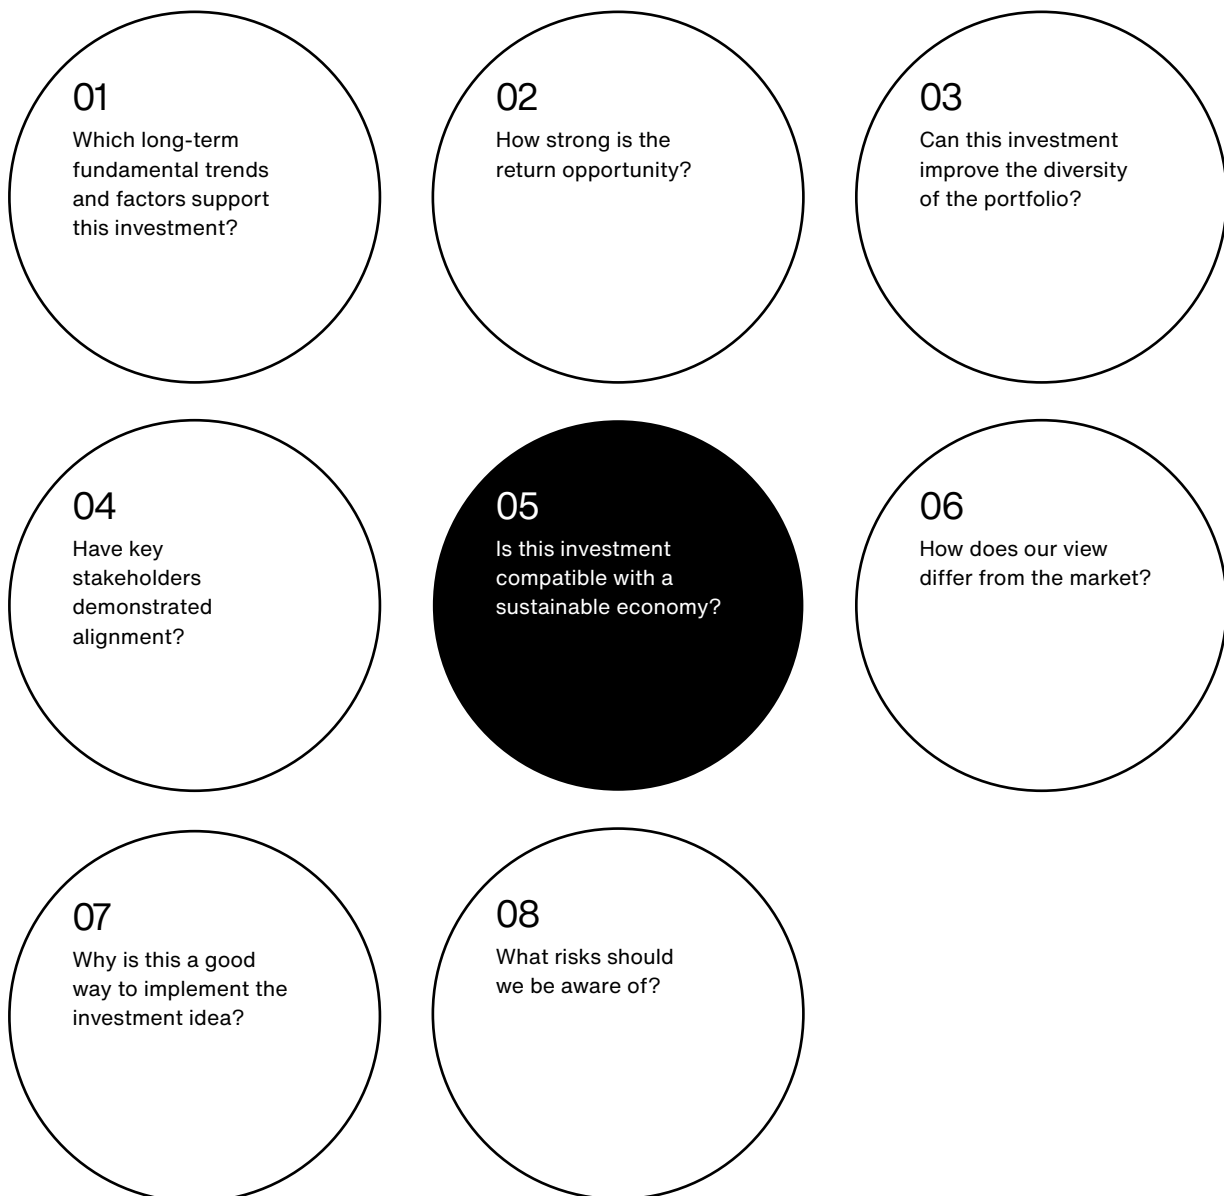 01
Which long-term
fundamental trends
and factors support
this investment?
02
How strong is the
return opportunity?
03
Can this investment
improve the diversity
of the portfolio?
04
Have key
stakeholders
demonstrated
alignment?
05
Is this investment
compatible with a
sustainable economy?
06
How does our view
differ from the market?
07
Why is this a good
way to implement the
investment idea?
08
What risks should
we be aware of?